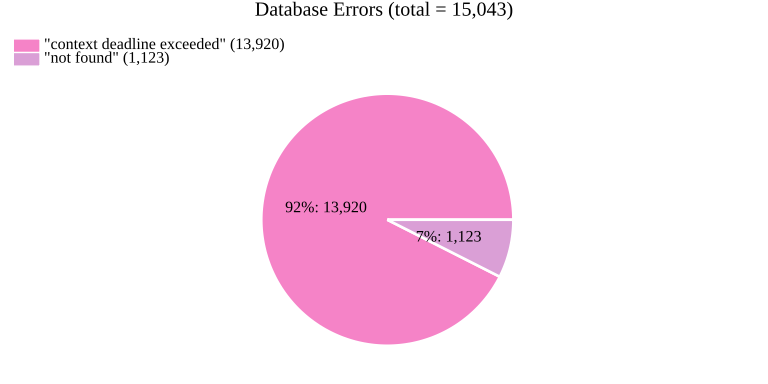 Database Errors (total = 15,043)
"context deadline exceeded" (13,920)
"not found" (1,123)
92%: 13,920
7%: 1,123